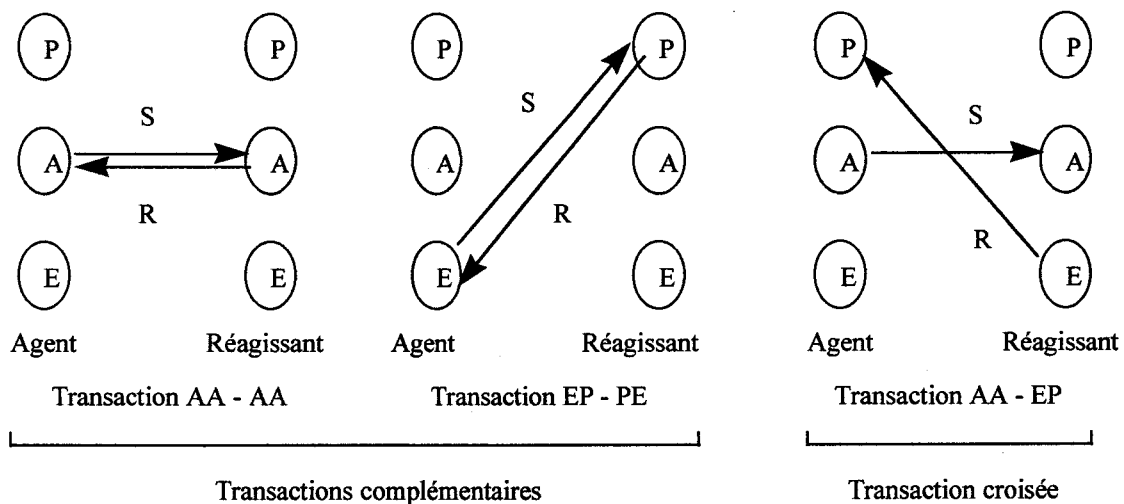 P P P P P P
S S S
A A A A A A
R R R
E E E E E E
Agent Réagissant Agent Réagissant Agent Réagissant
Transaction AA - AA Transaction EP - PE Transaction AA - EP
Transactions complémentaires Transaction croisée